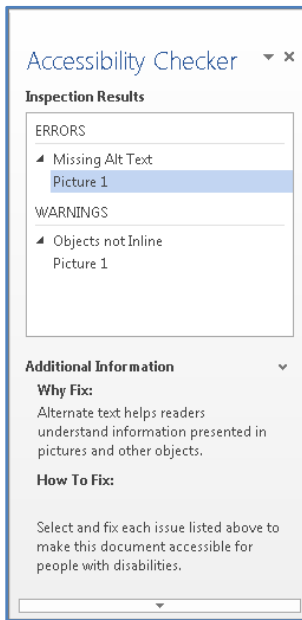 Accessibility Checker
Inspection Results
ERRORS
Missing Alt Text
Picture 1
WARNINGS
Objects not Inline
Picture 1
Additional Information
Why Fix:
Alternate text helps readers
understand information presented in
pictures and other objects.
How To Fix:
Select and fix each issue listed above to
make this document accessible for
people with disabilities.